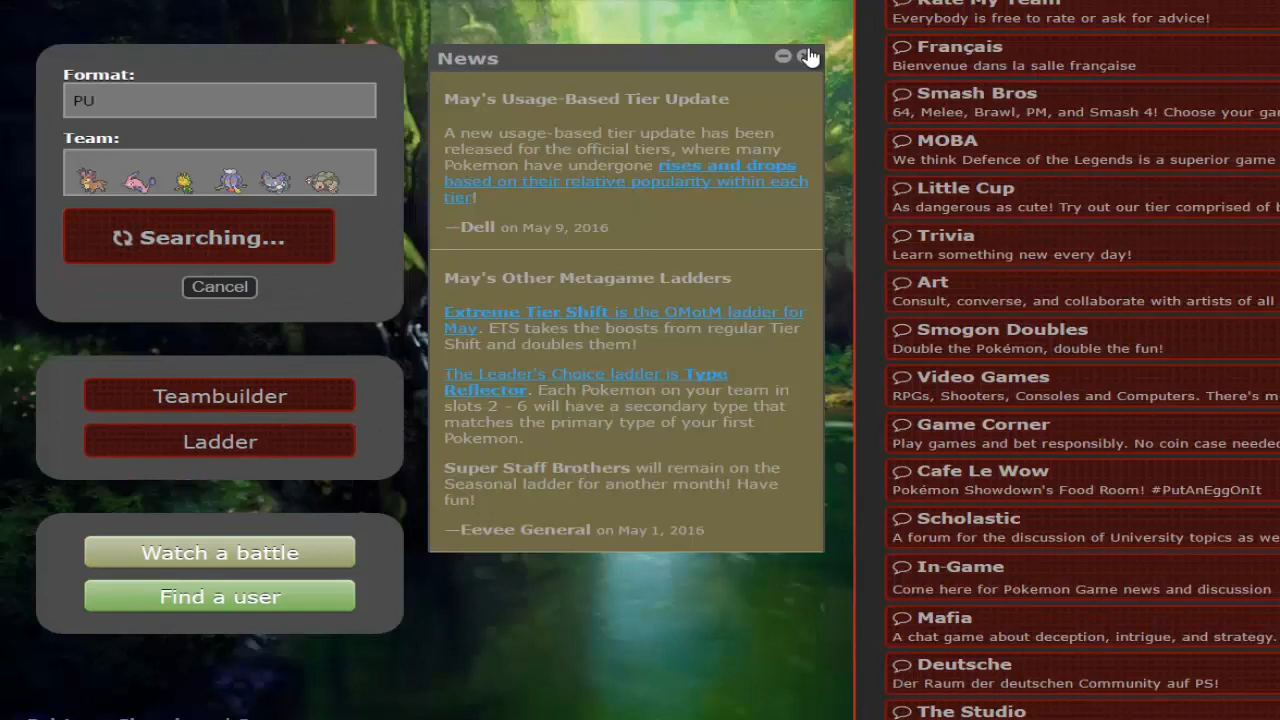 Format:
PU
Team:
Searching...
Cancel
Teambuilder
Ladder
Watch a battle
Find a user
News
May's Usage-Based Tier Update
A new usage-based tier update has been
released for the official tiers, where many
Pokemon have undergone rises and drops
based on their relative popularity within each
tier!
—Dell on May 9, 2016
May's Other Metagame Ladders
Extreme Tier Shift is the OMotM ladder for
May. ETS takes the boosts from regular Tier
Shift and doubles them!
The Leader's Choice ladder is Type
Reflector. Each Pokemon on your team in
slots 2 - 6 will have a secondary type that
matches the primary type of your first
Pokemon.
Super Staff Brothers will remain on the
Seasonal ladder for another month! Have
fun!
—Eevee General on May 1, 2016
Rate My Team
Everybody is free to rate or ask for advice!
Français
Bienvenue dans la salle française
Smash Bros
64, Melee, Brawl, PM, and Smash 4! Choose your
MOBA
We think Defence of the Legends is a superior game
Little Cup
As dangerous as cute! Try out our tier comprised of
Trivia
Learn something new every day!
Art
Consult, converse, and collaborate with artists of all
Smogon Doubles
Double the Pokémon, double the fun!
Video Games
RPGs, Shooters, Consoles and Computers. There's
Game Corner
Play games and bet responsibly. No coin case needed
Cafe Le Wow
Pokémon Showdown's Food Room! #PutAnEggOnIt
Scholastic
A forum for the discussion of University topics as
In-Game
Come here for Pokemon Game news and discussion
Mafia
A chat game about deception, intrigue, and strategy.
Deutsche
Der Raum der deutschen Community auf PS!
The Studio